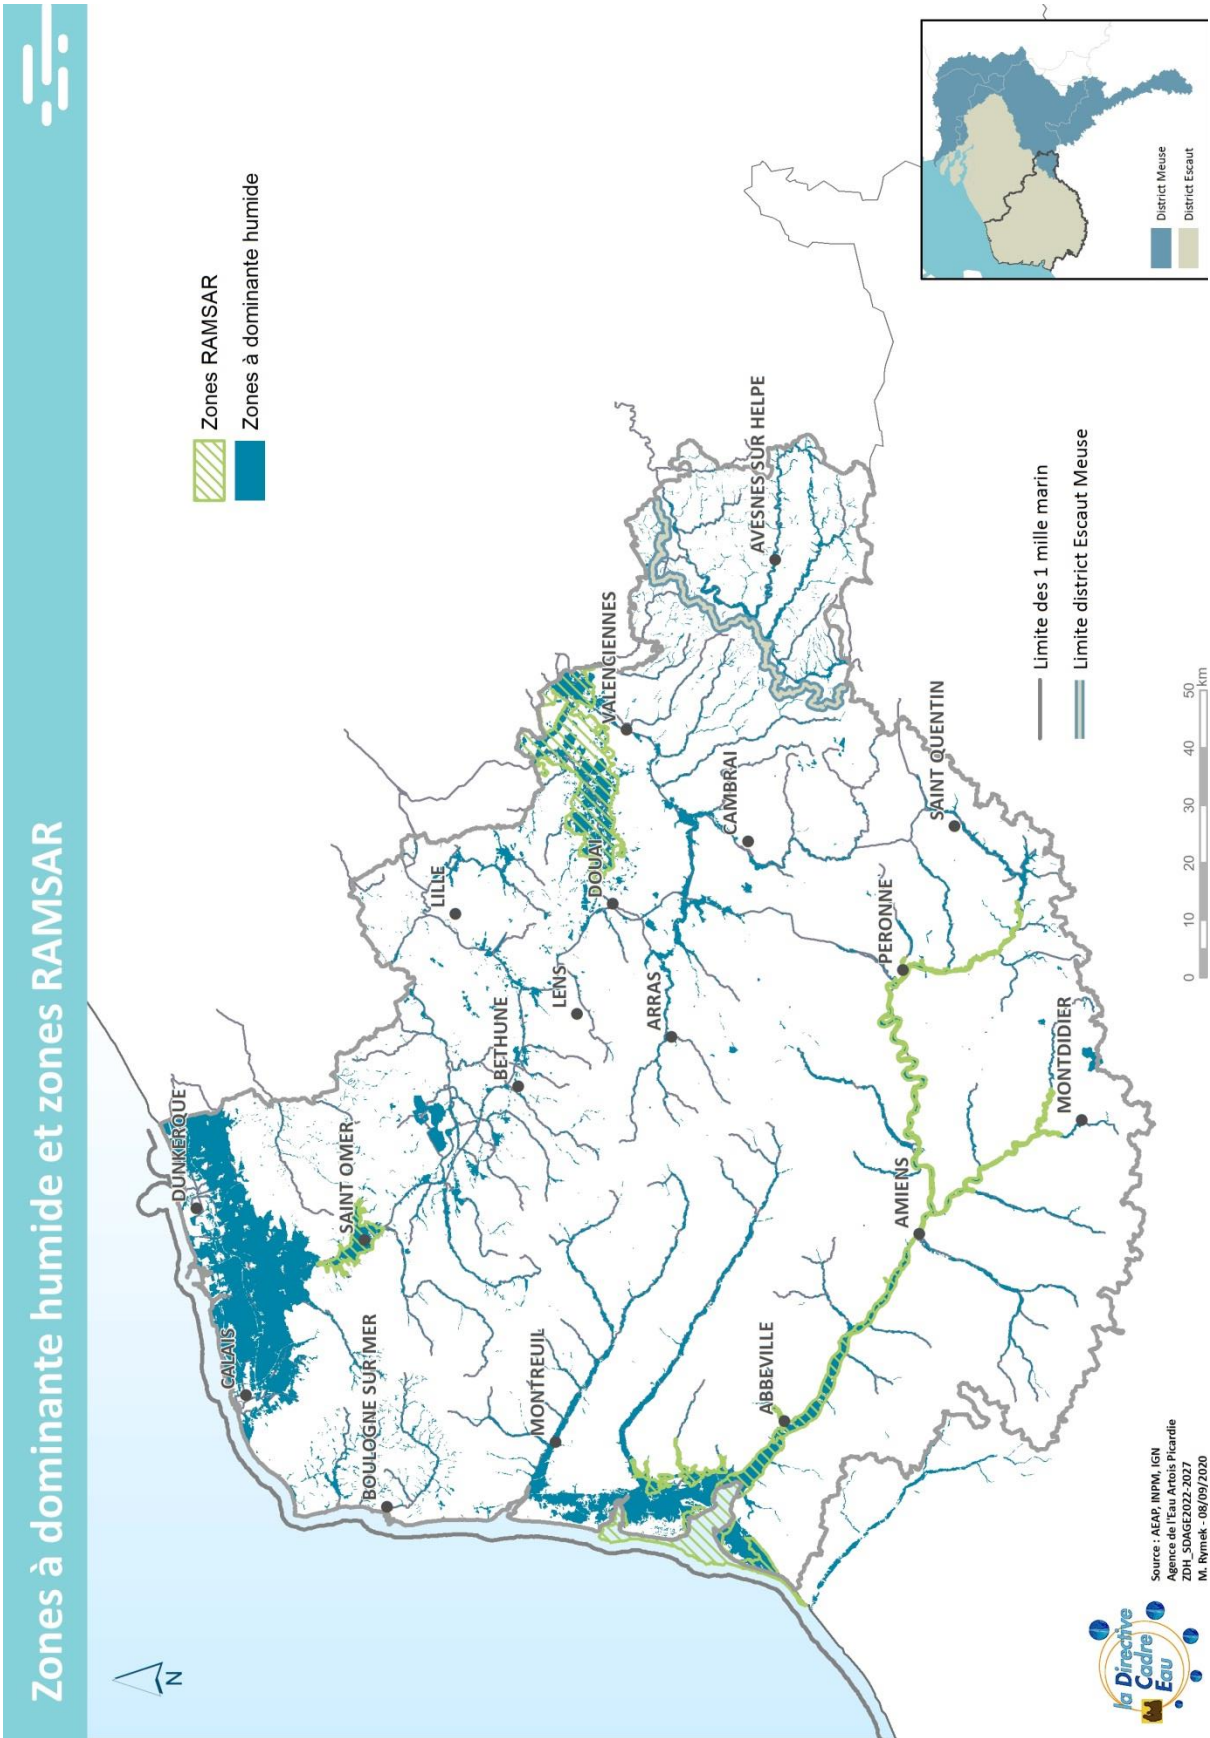 Zones à dominante humide et zones RAMSAR
N
Zones RAMSAR
Zones à dominante humide
DUNKERQUE
CALAIS
SAINT OMER
BOULOGNE SUR MER
LILLE
BETHUNE
MONTREUIL
LENS
DOUAI
VALENCIENNES
ARRAS
CAMBRAI
AVESNES SUR HELPE
ABBEVILLE
PERONNE
AMIENS
SAINT QUENTIN
MONTDIDIER
Limite des 1 mille marin
Limite district Escaut Meuse
0 10 20 30 40 50 km
District Meuse
District Escaut
la Directive
Cadre
Eau
Source : AEAP, INPM, IGN
Agence de l'Eau Artois Picardie
ZDH_SDAGE2022-2027
M. Rymek - 08/09/2020